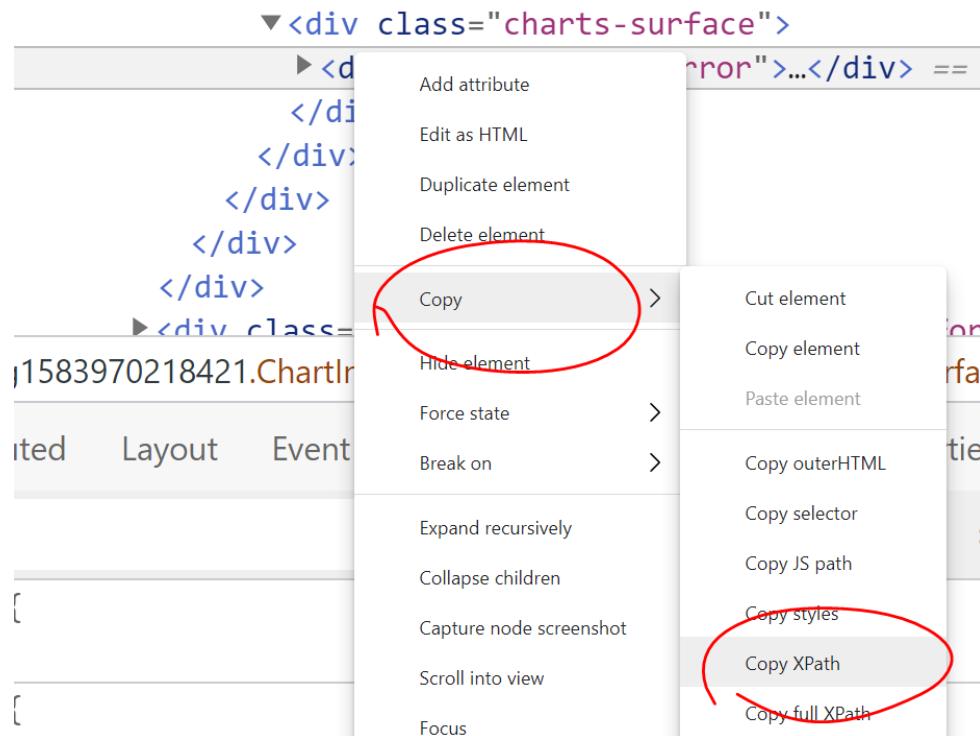 <div class="charts-surface">
<d rror">…</div> ==
</di
</div>
</div>
</div>
</div>
<div class=
g1583970218421.ChartIn
uted Layout Event
{
{
Add attribute
Edit as HTML
Duplicate element
Delete element
Copy
Hide element
Force state
Break on
Expand recursively
Collapse children
Capture node screenshot
Scroll into view
Focus
Cut element
Copy element
Paste element
Copy outerHTML
Copy selector
Copy JS path
Copy styles
Copy XPath
Copy full XPath